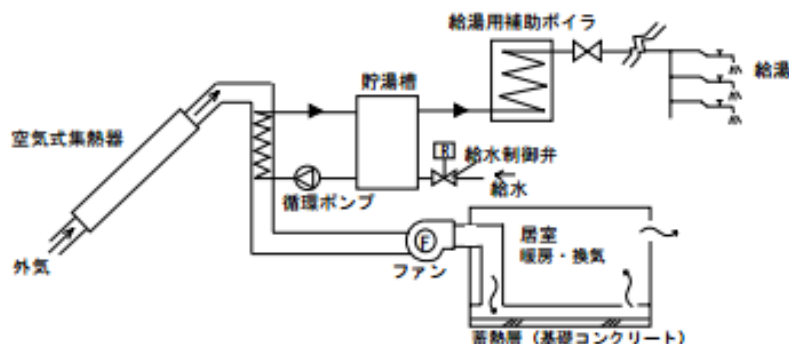 給湯用補助ボイラ
貯湯槽
給湯
空気式集熱器
R
給水制御弁
給水
循環ポンプ
居室
暖房・換気
F
ファン
外気
蓄熱層（基礎コンクリート）